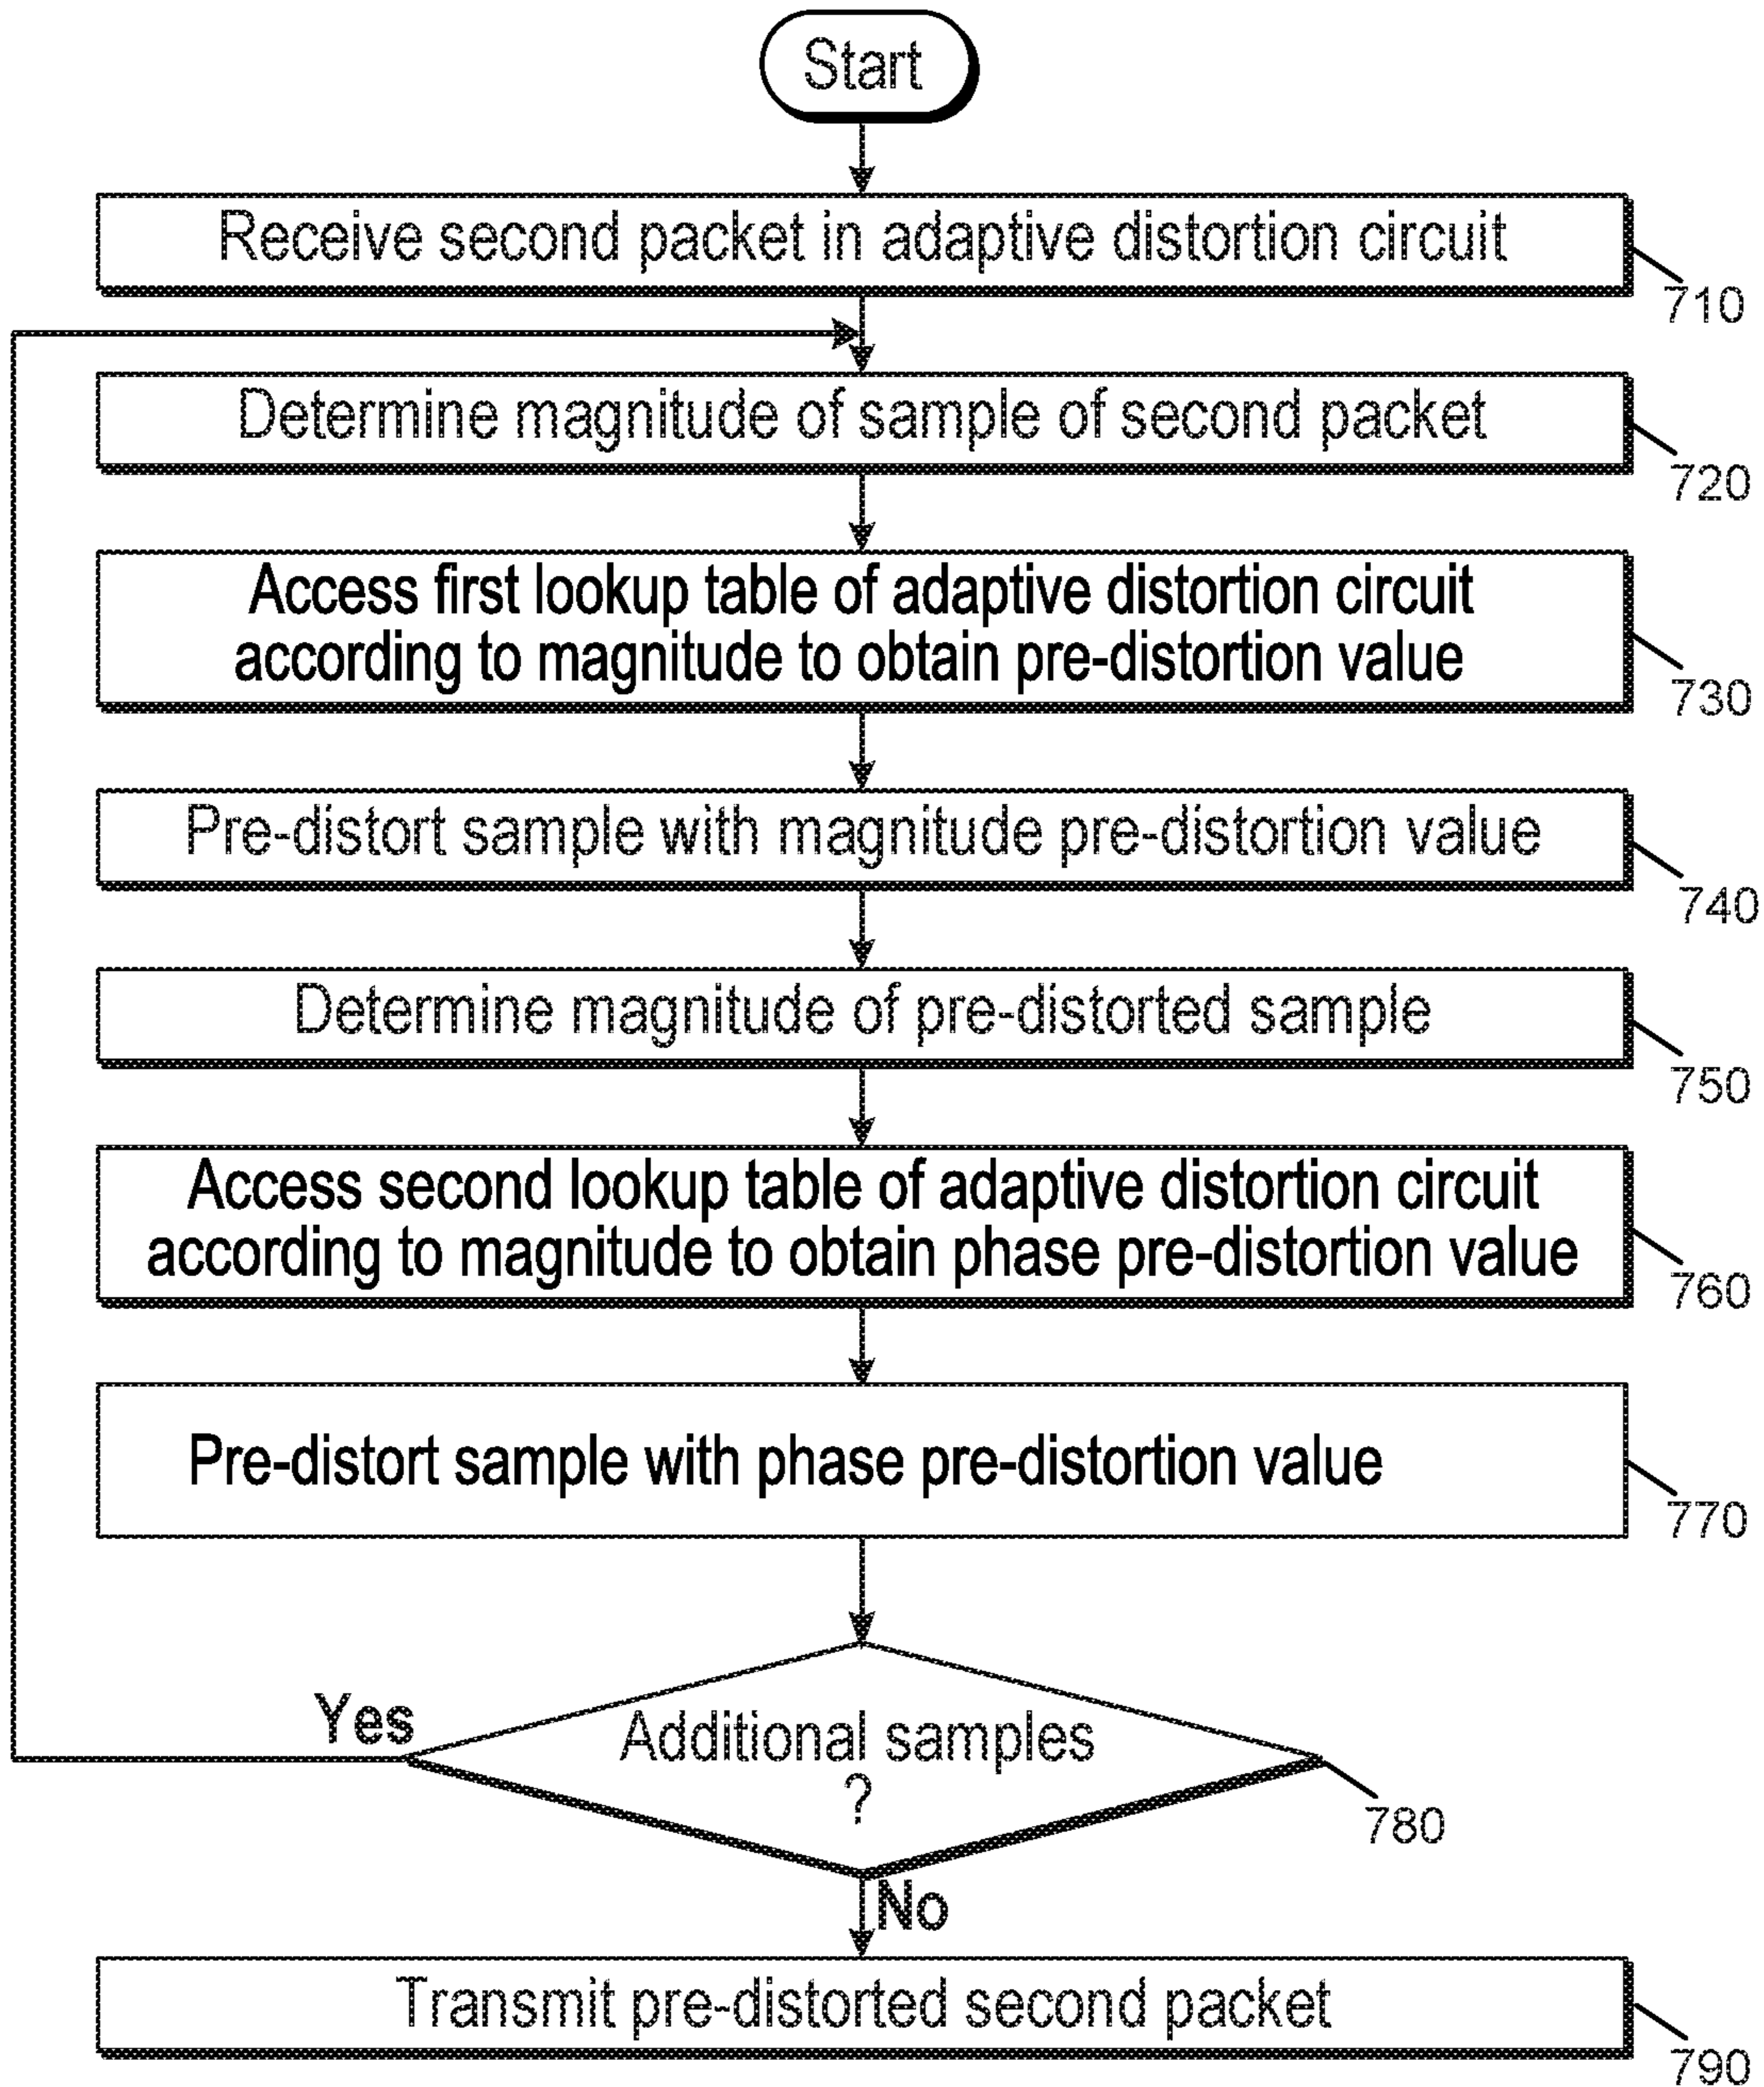 Start
Receive second packet in adaptive distortion circuit
710
Determine magnitude of sample of second packet
720
Access first lookup table of adaptive distortion circuit
according to magnitude to obtain pre-distortion value
730
Pre-distort sample with magnitude pre-distortion value
740
Determine magnitude of pre-distorted sample
750
Access second lookup table of adaptive distortion circuit
according to magnitude to obtain phase pre-distortion value
760
Pre-distort sample with phase pre-distortion value
770
Yes
Additional samples
?
780
No
Transmit pre-distorted second packet
790